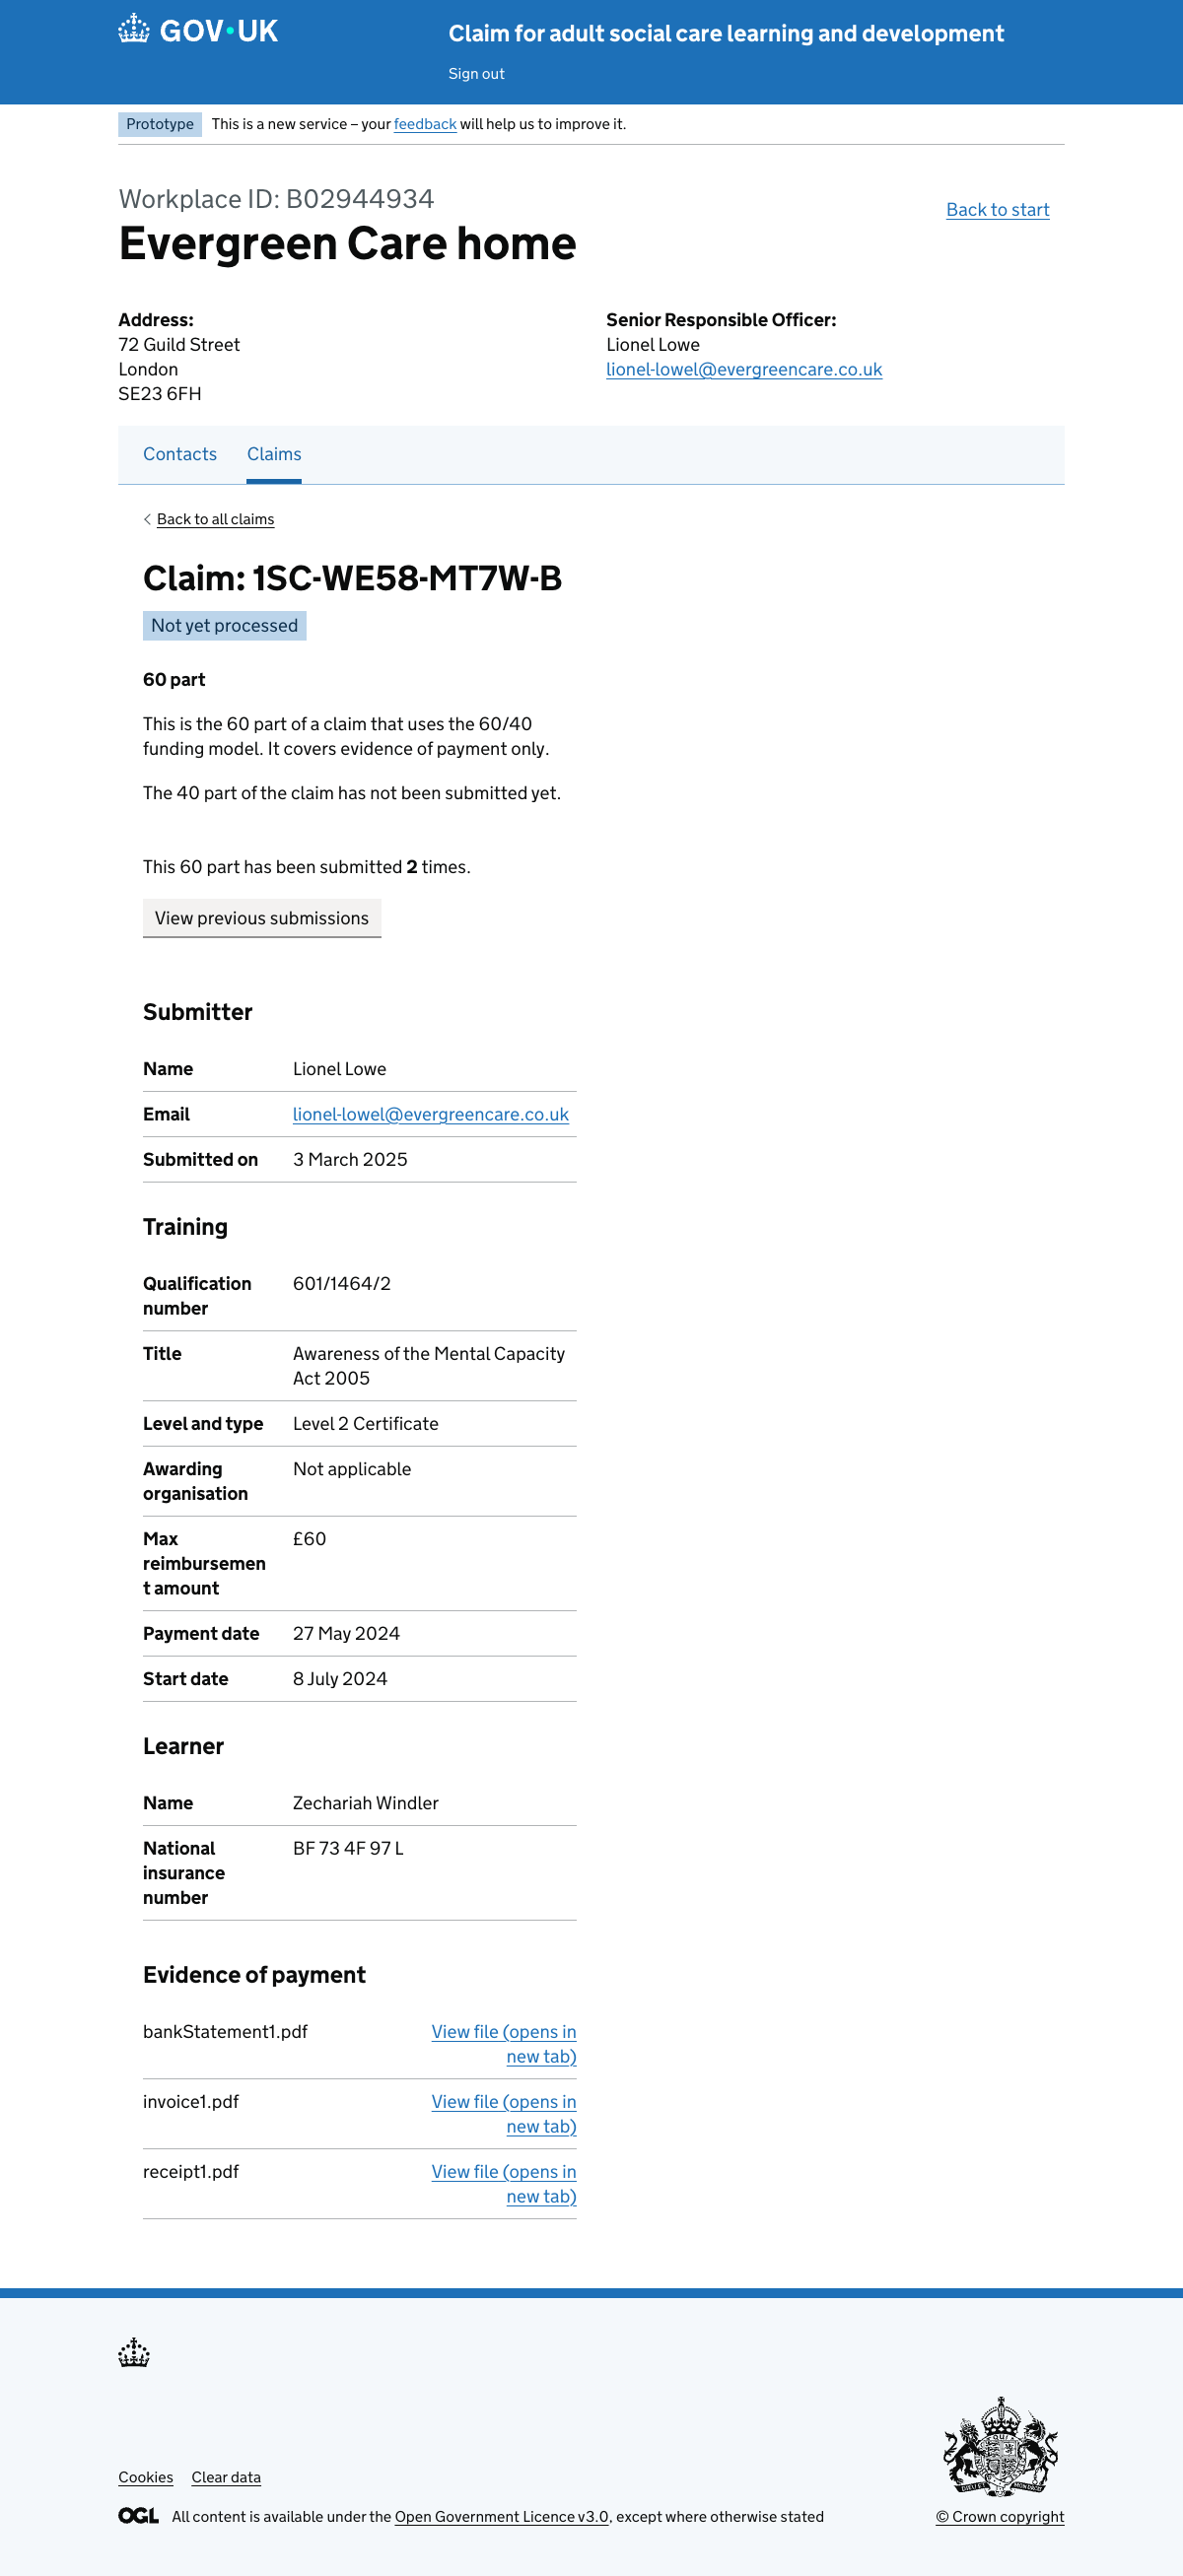 GOV·UK
Claim for adult social care learning and development
Sign out
Prototype This is a new service – your feedback will help us to improve it.
Workplace ID: B02944934
Back to start
Evergreen Care home
Address:
72 Guild Street
London
SE23 6FH
Senior Responsible Officer:
Lionel Lowe
lionel-lowel@evergreencare.co.uk
Contacts Claims
Back to all claims
Claim: 1SC-WE58-MT7W-B
Not yet processed
60 part
This is the 60 part of a claim that uses the 60/40
funding model. It covers evidence of payment only.
The 40 part of the claim has not been submitted yet.
This 60 part has been submitted 2 times.
View previous submissions
Submitter
Name Lionel Lowe
Email lionel-lowel@evergreencare.co.uk
Submitted on 3 March 2025
Training
Qualification 601/1464/2
number
Title Awareness of the Mental Capacity
Act 2005
Level and type Level 2 Certificate
Awarding Not applicable
organisation
Max £60
reimbursemen
t amount
Payment date 27 May 2024
Start date 8 July 2024
Learner
Name Zechariah Windler
National BF 73 4F 97 L
insurance
number
Evidence of payment
bankStatement1.pdf View file (opens in
new tab)
invoice1.pdf View file (opens in
new tab)
receipt1.pdf View file (opens in
new tab)
Cookies Clear data
OGL All content is available under the Open Government Licence v3.0, except where otherwise stated
© Crown copyright